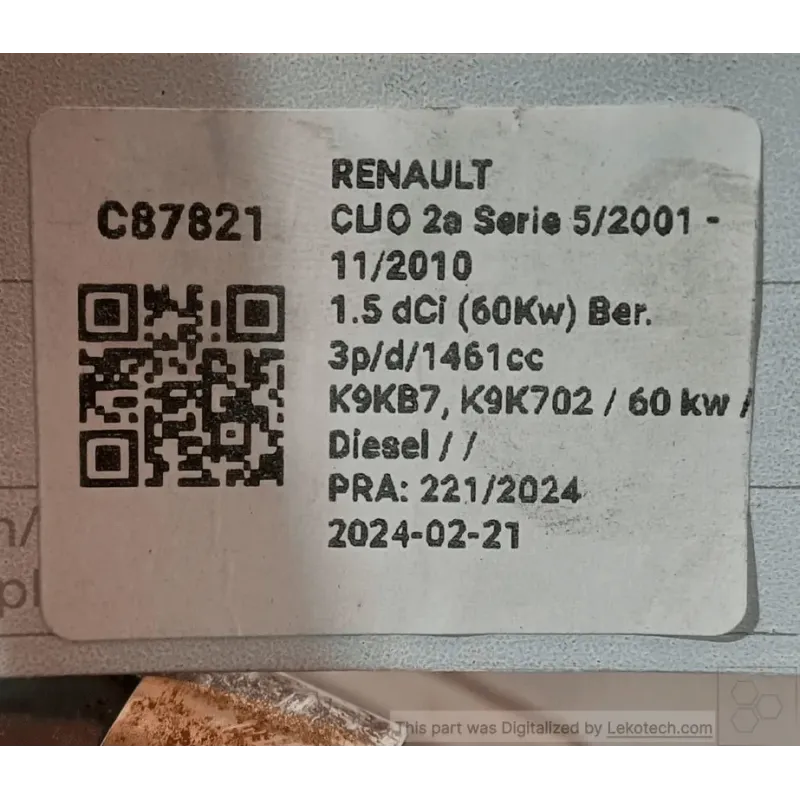 C87821
RENAULT
CLIO 2a Serie 5/2001 -
11/2010
1.5 dCi (60Kw) Ber.
3p/d/1461cc
K9KB7, K9K702 / 60 kw /
Diesel / /
PRA: 221/2024
2024-02-21
This part was Digitalized by Lekotech.com